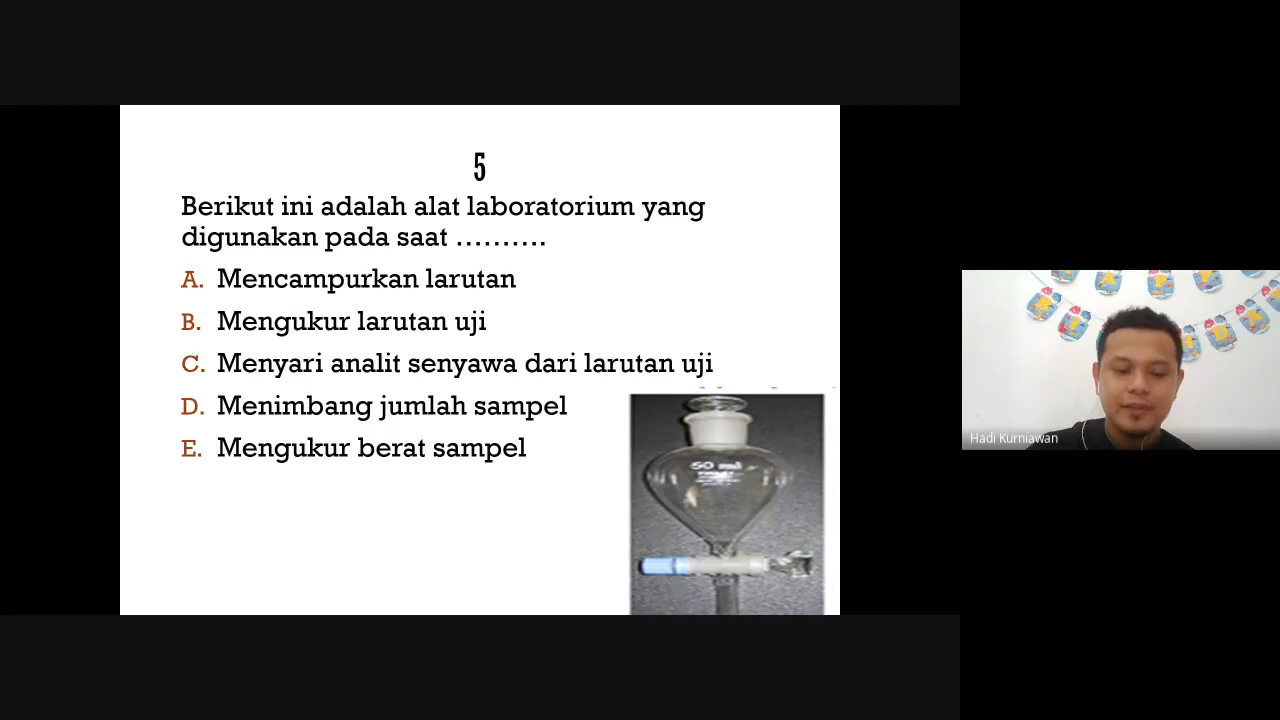 5
Berikut ini adalah alat laboratorium yang
digunakan pada saat ..........
A. Mencampurkan larutan
B. Mengukur larutan uji
C. Menyari analit senyawa dari larutan uji
D. Menimbang jumlah sampel
E. Mengukur berat sampel
50 ml
Hadi Kurniawan